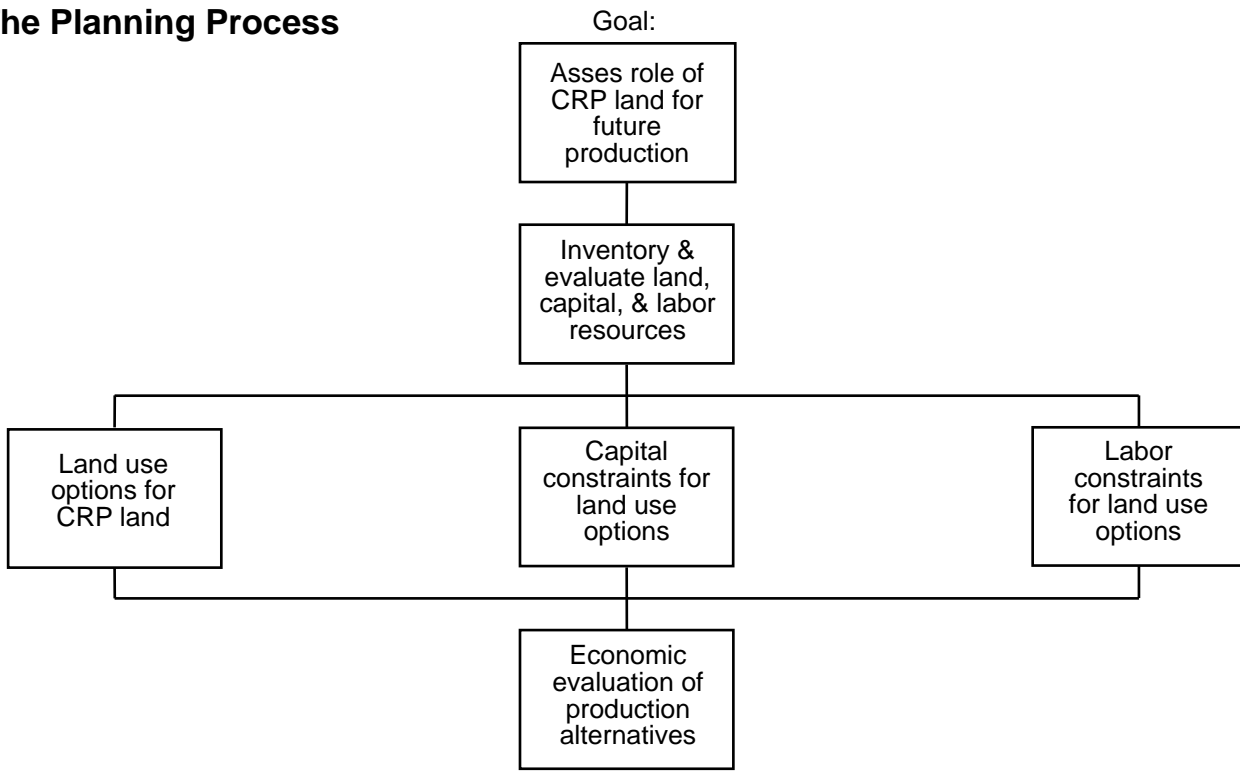 he Planning Process
Goal:
Asses role of
CRP land for
future
production
Inventory &
evaluate land,
capital, & labor
resources
Land use
options for
CRP land
Capital
constraints for
land use
options
Labor
constraints
for land use
options
Economic
evaluation of
production
alternatives